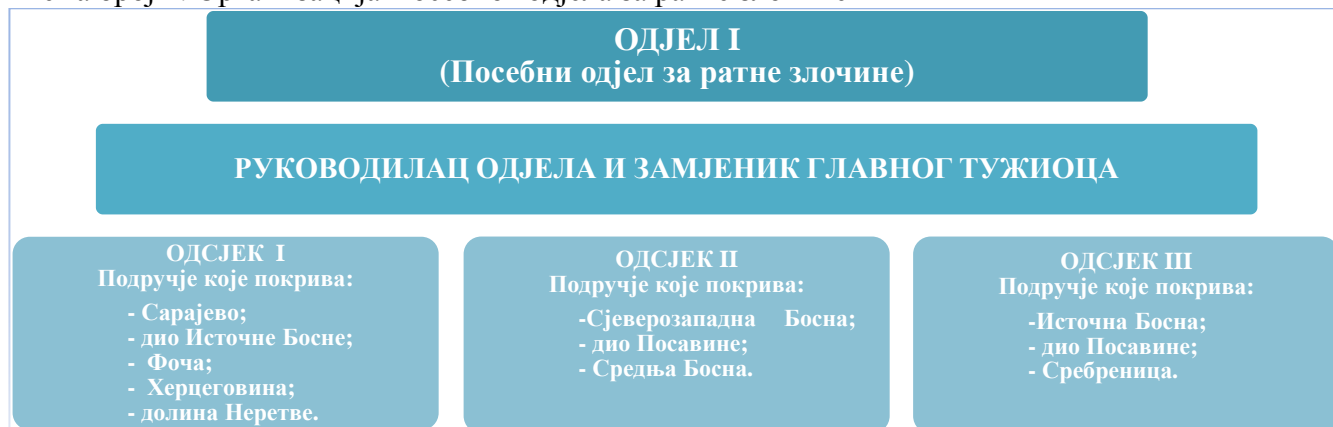 ОДЈЕЛ I
(Посебни одјел за ратне злочине)
РУКОВОДИЛАЦ ОДЈЕЛА И ЗАМЈЕНИК ГЛАВНОГ ТУЖИОЦА
ОДСЈЕК I
Подручје које покрива:
- Сарајево;
- дио Источне Босне;
- Фоча;
- Херцеговина;
- долина Неретве.
ОДСЈЕК II
Подручје које покрива:
-Сјеверозападна Босна;
- дио Посавине;
- Средња Босна.
ОДСЈЕК III
Подручје које покрива:
-Источна Босна;
- дио Посавине;
- Сребреница.